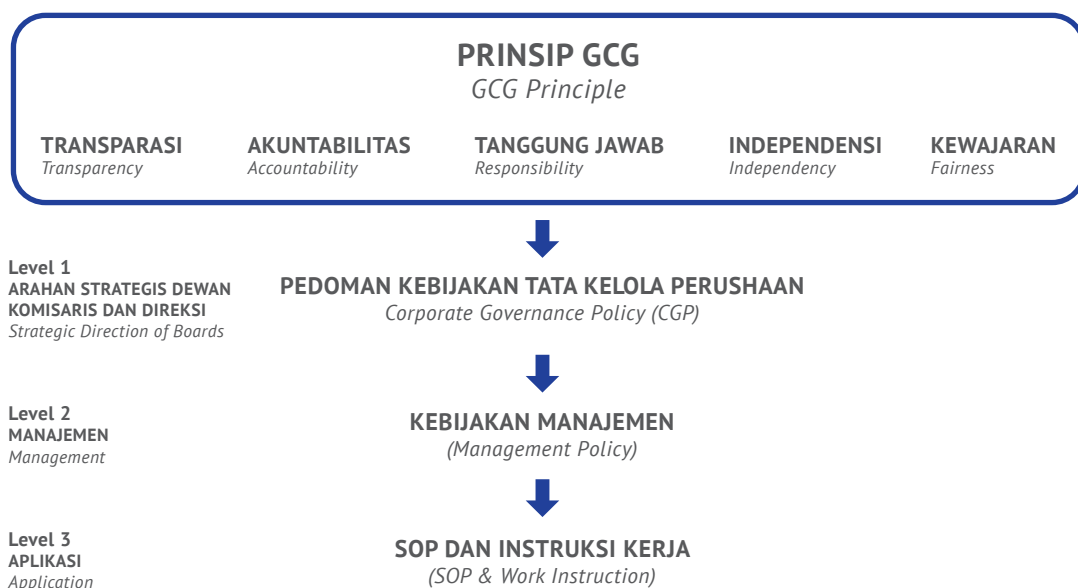 PRINSIP GCG
GCG Principle
TRANSPARASI
Transparency
AKUNTABILITAS
Accountability
TANGGUNG JAWAB
Responsibility
INDEPENDENSI
Independency
KEWAJARAN
Fairness
Level 1
ARAHAN STRATEGIS DEWAN
KOMISARIS DAN DIREKSI
Strategic Direction of Boards
PEDOMAN KEBIJAKAN TATA KELOLA PERUSHAAN
Corporate Governance Policy (CGP)
Level 2
MANAJEMEN
Management
KEBIJAKAN MANAJEMEN
(Management Policy)
Level 3
APLIKASI
Application
SOP DAN INSTRUKSI KERJA
(SOP & Work Instruction)